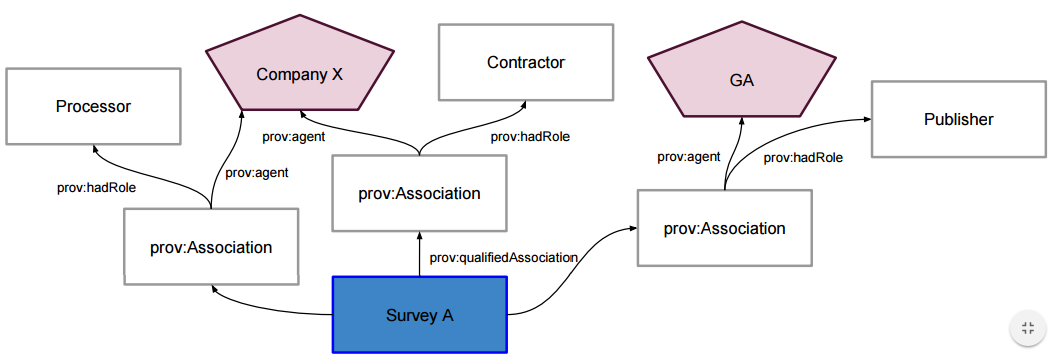 Company X
Contractor
GA
Processor
Publisher
prov:agent
prov:hadRole
prov:agent
prov:hadRole
prov:agent
prov:hadRole
prov:Association
prov:Association
prov:Association
prov:qualifiedAssociation
Survey A